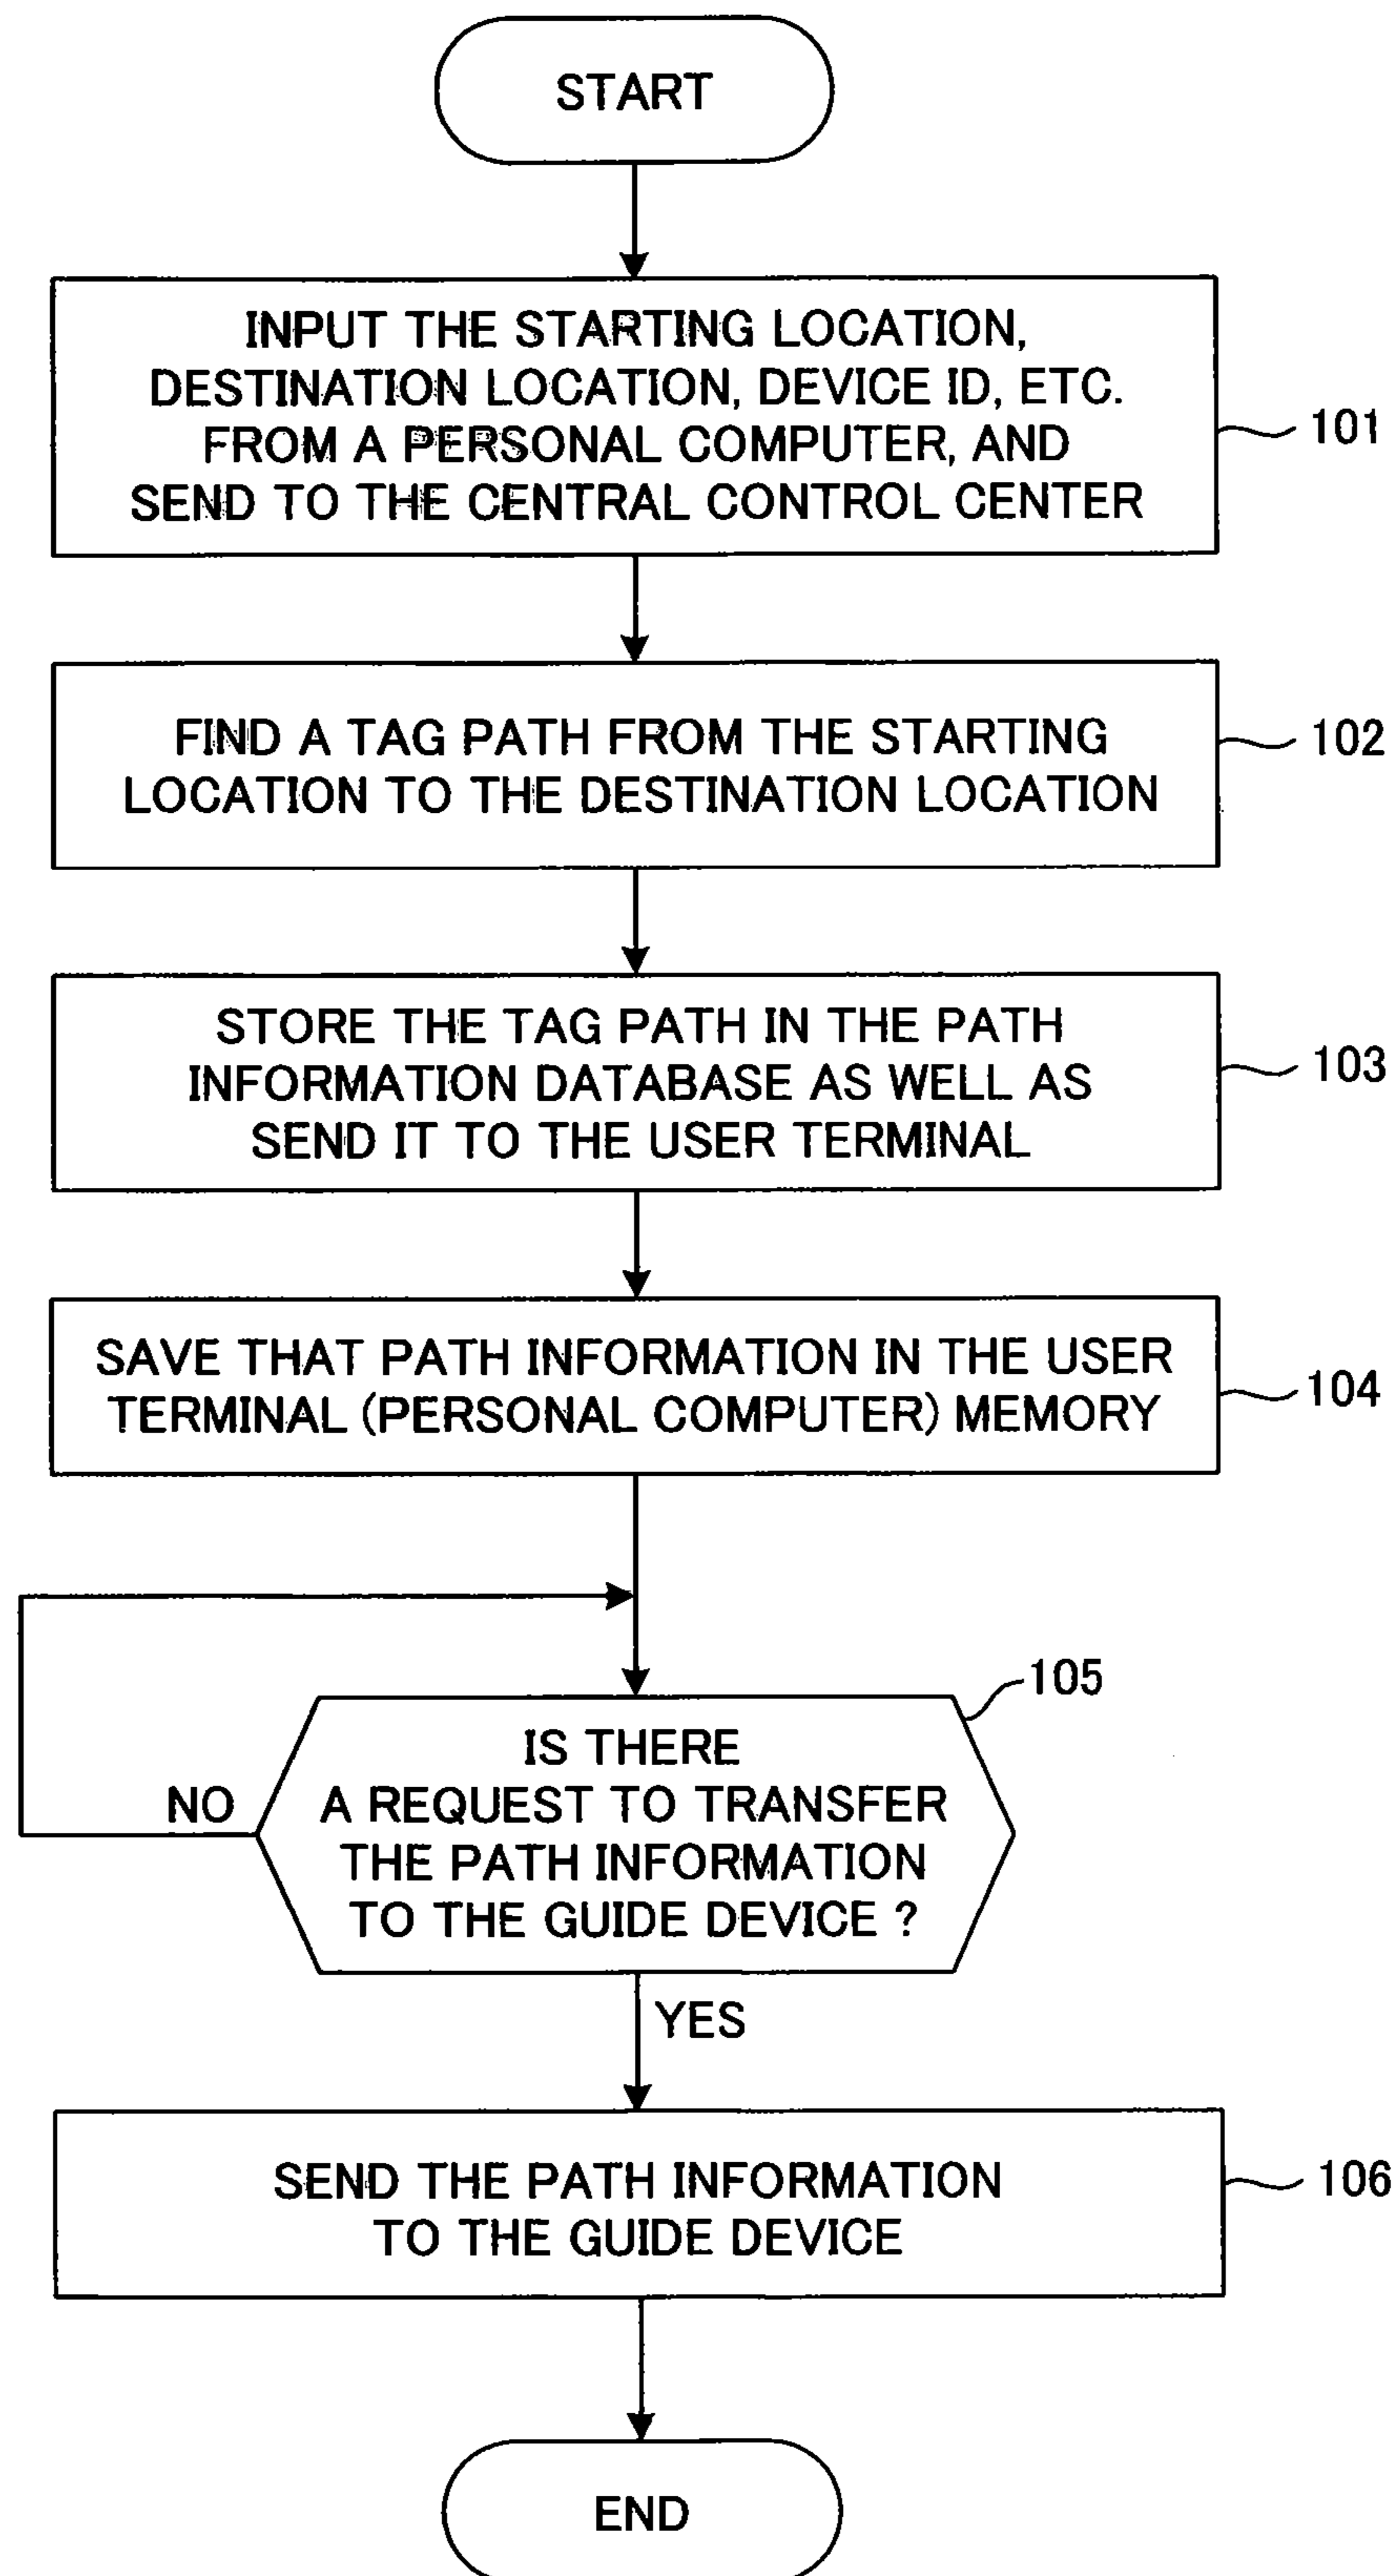 START
INPUT THE STARTING LOCATION,
DESTINATION LOCATION, DEVICE ID, ETC.
FROM A PERSONAL COMPUTER, AND
SEND TO THE CENTRAL CONTROL CENTER
101
FIND A TAG PATH FROM THE STARTING
LOCATION TO THE DESTINATION LOCATION
102
STORE THE TAG PATH IN THE PATH
INFORMATION DATABASE AS WELL AS
SEND IT TO THE USER TERMINAL
103
SAVE THAT PATH INFORMATION IN THE USER
TERMINAL (PERSONAL COMPUTER) MEMORY
104
105
IS THERE
A REQUEST TO TRANSFER
THE PATH INFORMATION
TO THE GUIDE DEVICE ?
NO
YES
SEND THE PATH INFORMATION
TO THE GUIDE DEVICE
106
END